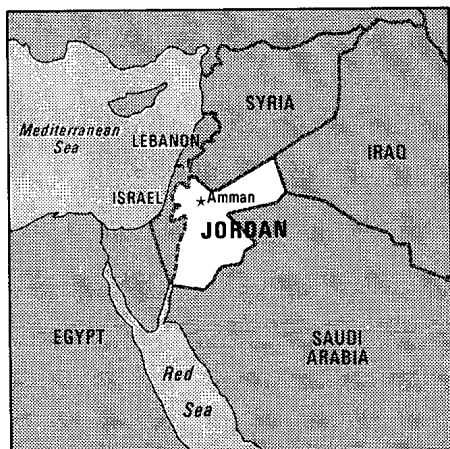 SYRIA
Mediterranean
Sea
LEBANON
IRAQ
ISRAEL
Amman
JORDAN
EGYPT
SAUDI
ARABIA
Red
Sea